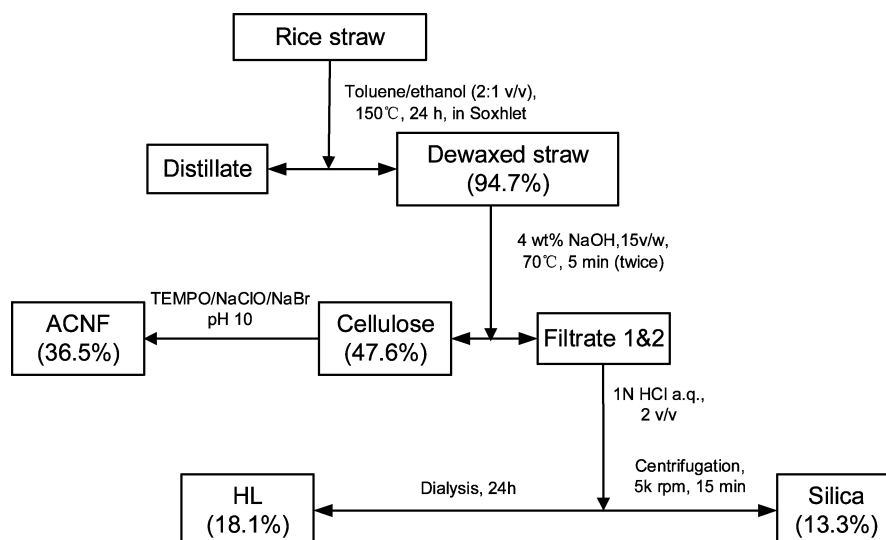 Rice straw
Toluene/ethanol (2:1 v/v),
150℃, 24 h, in Soxhlet
Distillate
Dewaxed straw
(94.7%)
4 wt% NaOH,15v/w,
70℃, 5 min (twice)
TEMPO/NaClO/NaBr
pH 10
ACNF
(36.5%)
Cellulose
(47.6%)
Filtrate 1&2
1N HCl a.q.,
2 v/v
Dialysis, 24h
Centrifugation,
5k rpm, 15 min
HL
(18.1%)
Silica
(13.3%)